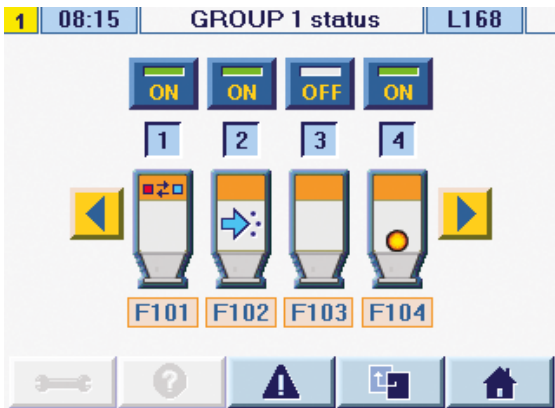 1 08:15 GROUP 1 status L168
ON ON OFF ON
1 2 3 4
F101 F102 F103 F104
?